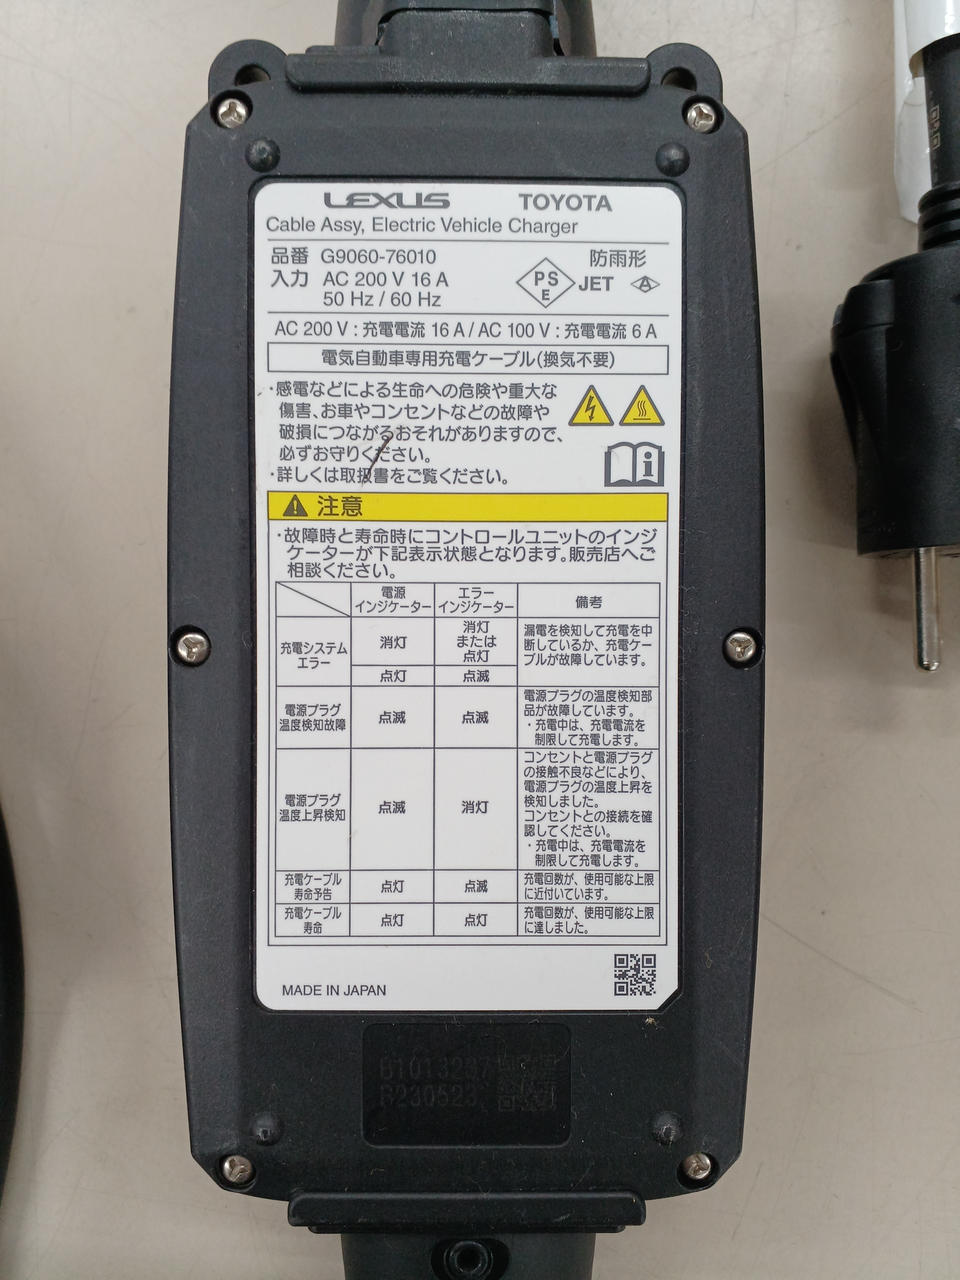 LEXUS TOYOTA
Cable Assy, Electric Vehicle Charger
品番 G9060-76010 防雨形
入力 AC 200 V 16 A
50 Hz / 60 Hz
PS
E
JET
A
AC 200 V : 充電電流 16 A / AC 100 V : 充電電流 6 A
電気自動車専用充電ケーブル(換気不要)
・感電などによる生命への危険や重大な
傷害、お車やコンセントなどの故障や
破損につながるおそれがありますので、
必ずお守りください。
・詳しくは取扱書をご覧ください。
注意
・故障時と寿命時にコントロールユニットのインジ
ケーターが下記表示状態となります。販売店へご
相談ください。
電源
インジケーター
エラー
インジケーター
備考
充電システム
エラー
消灯
消灯
または
点灯
漏電を検知して充電を中
断しているか、充電ケー
ブルが故障しています。
点灯
点滅
電源プラグ
温度検知故障
点滅
点滅
電源プラグの温度検知部
品が故障しています。
・充電中は、充電電流を
制限して充電します。
電源プラグ
温度上昇検知
点滅
消灯
コンセントと電源プラグ
の接触不良などにより、
電源プラグの温度上昇を
検知しました。
コンセントとの接続を確
認してください。
・充電中は、充電電流を
制限して充電します。
充電ケーブル
寿命予告
点灯
点滅
充電回数が、使用可能な上限
に近付いています。
充電ケーブル
寿命
点灯
点灯
充電回数が、使用可能な上限
に達しました。
MADE IN JAPAN